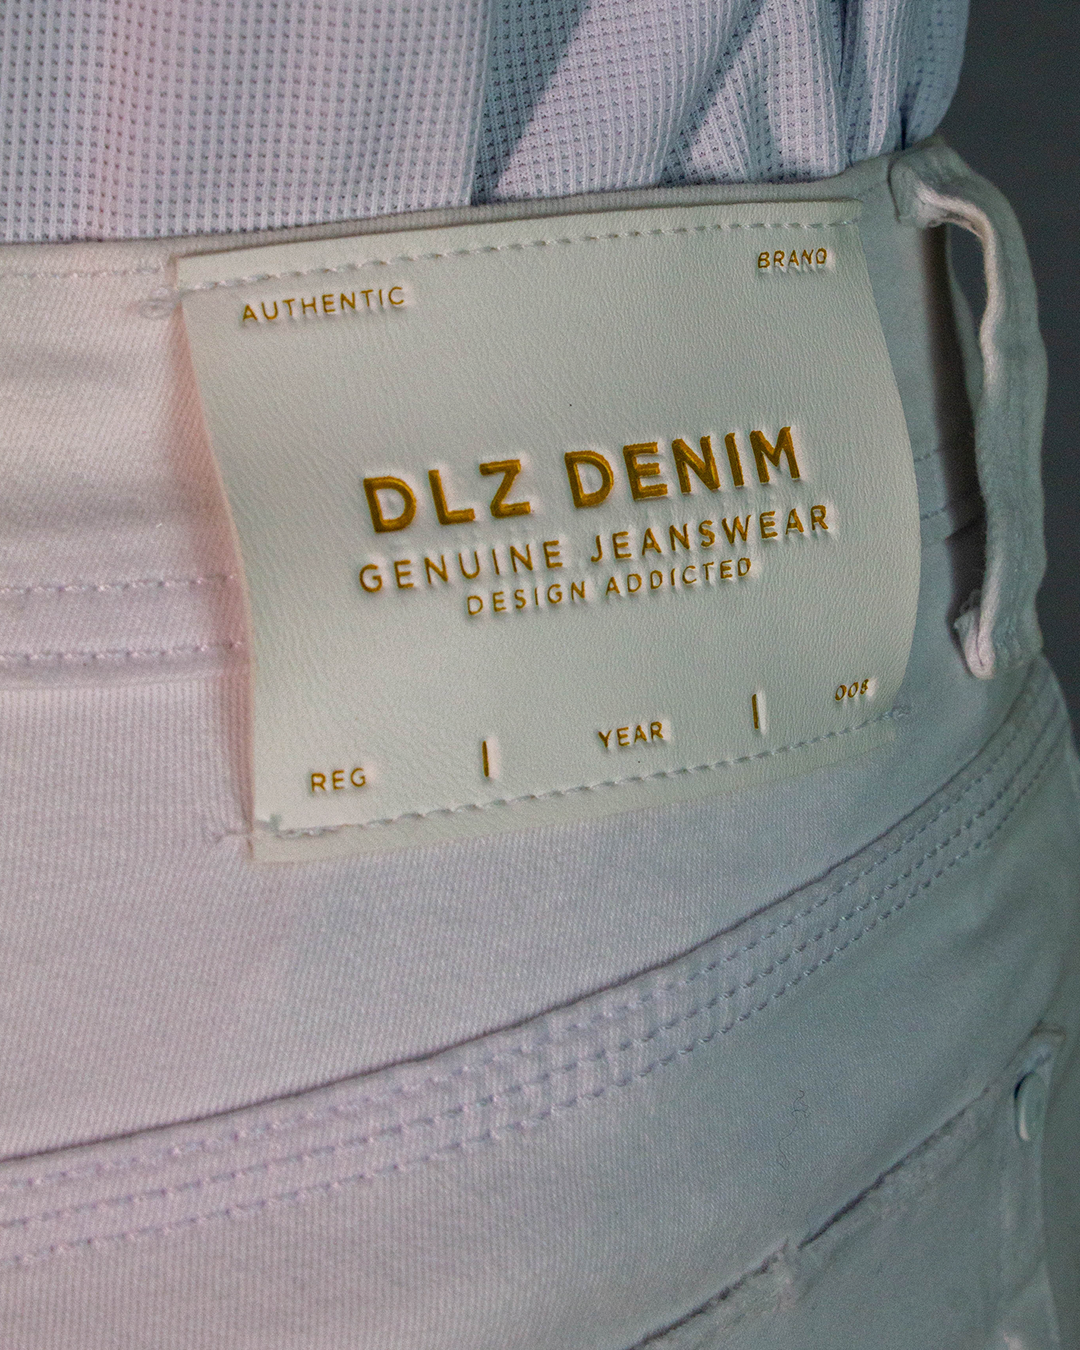 AUTHENTIC BRAND
DLZ DENIM
GENUINE JEANSWEAR
DESIGN ADDICTED
REG | YEAR | 008